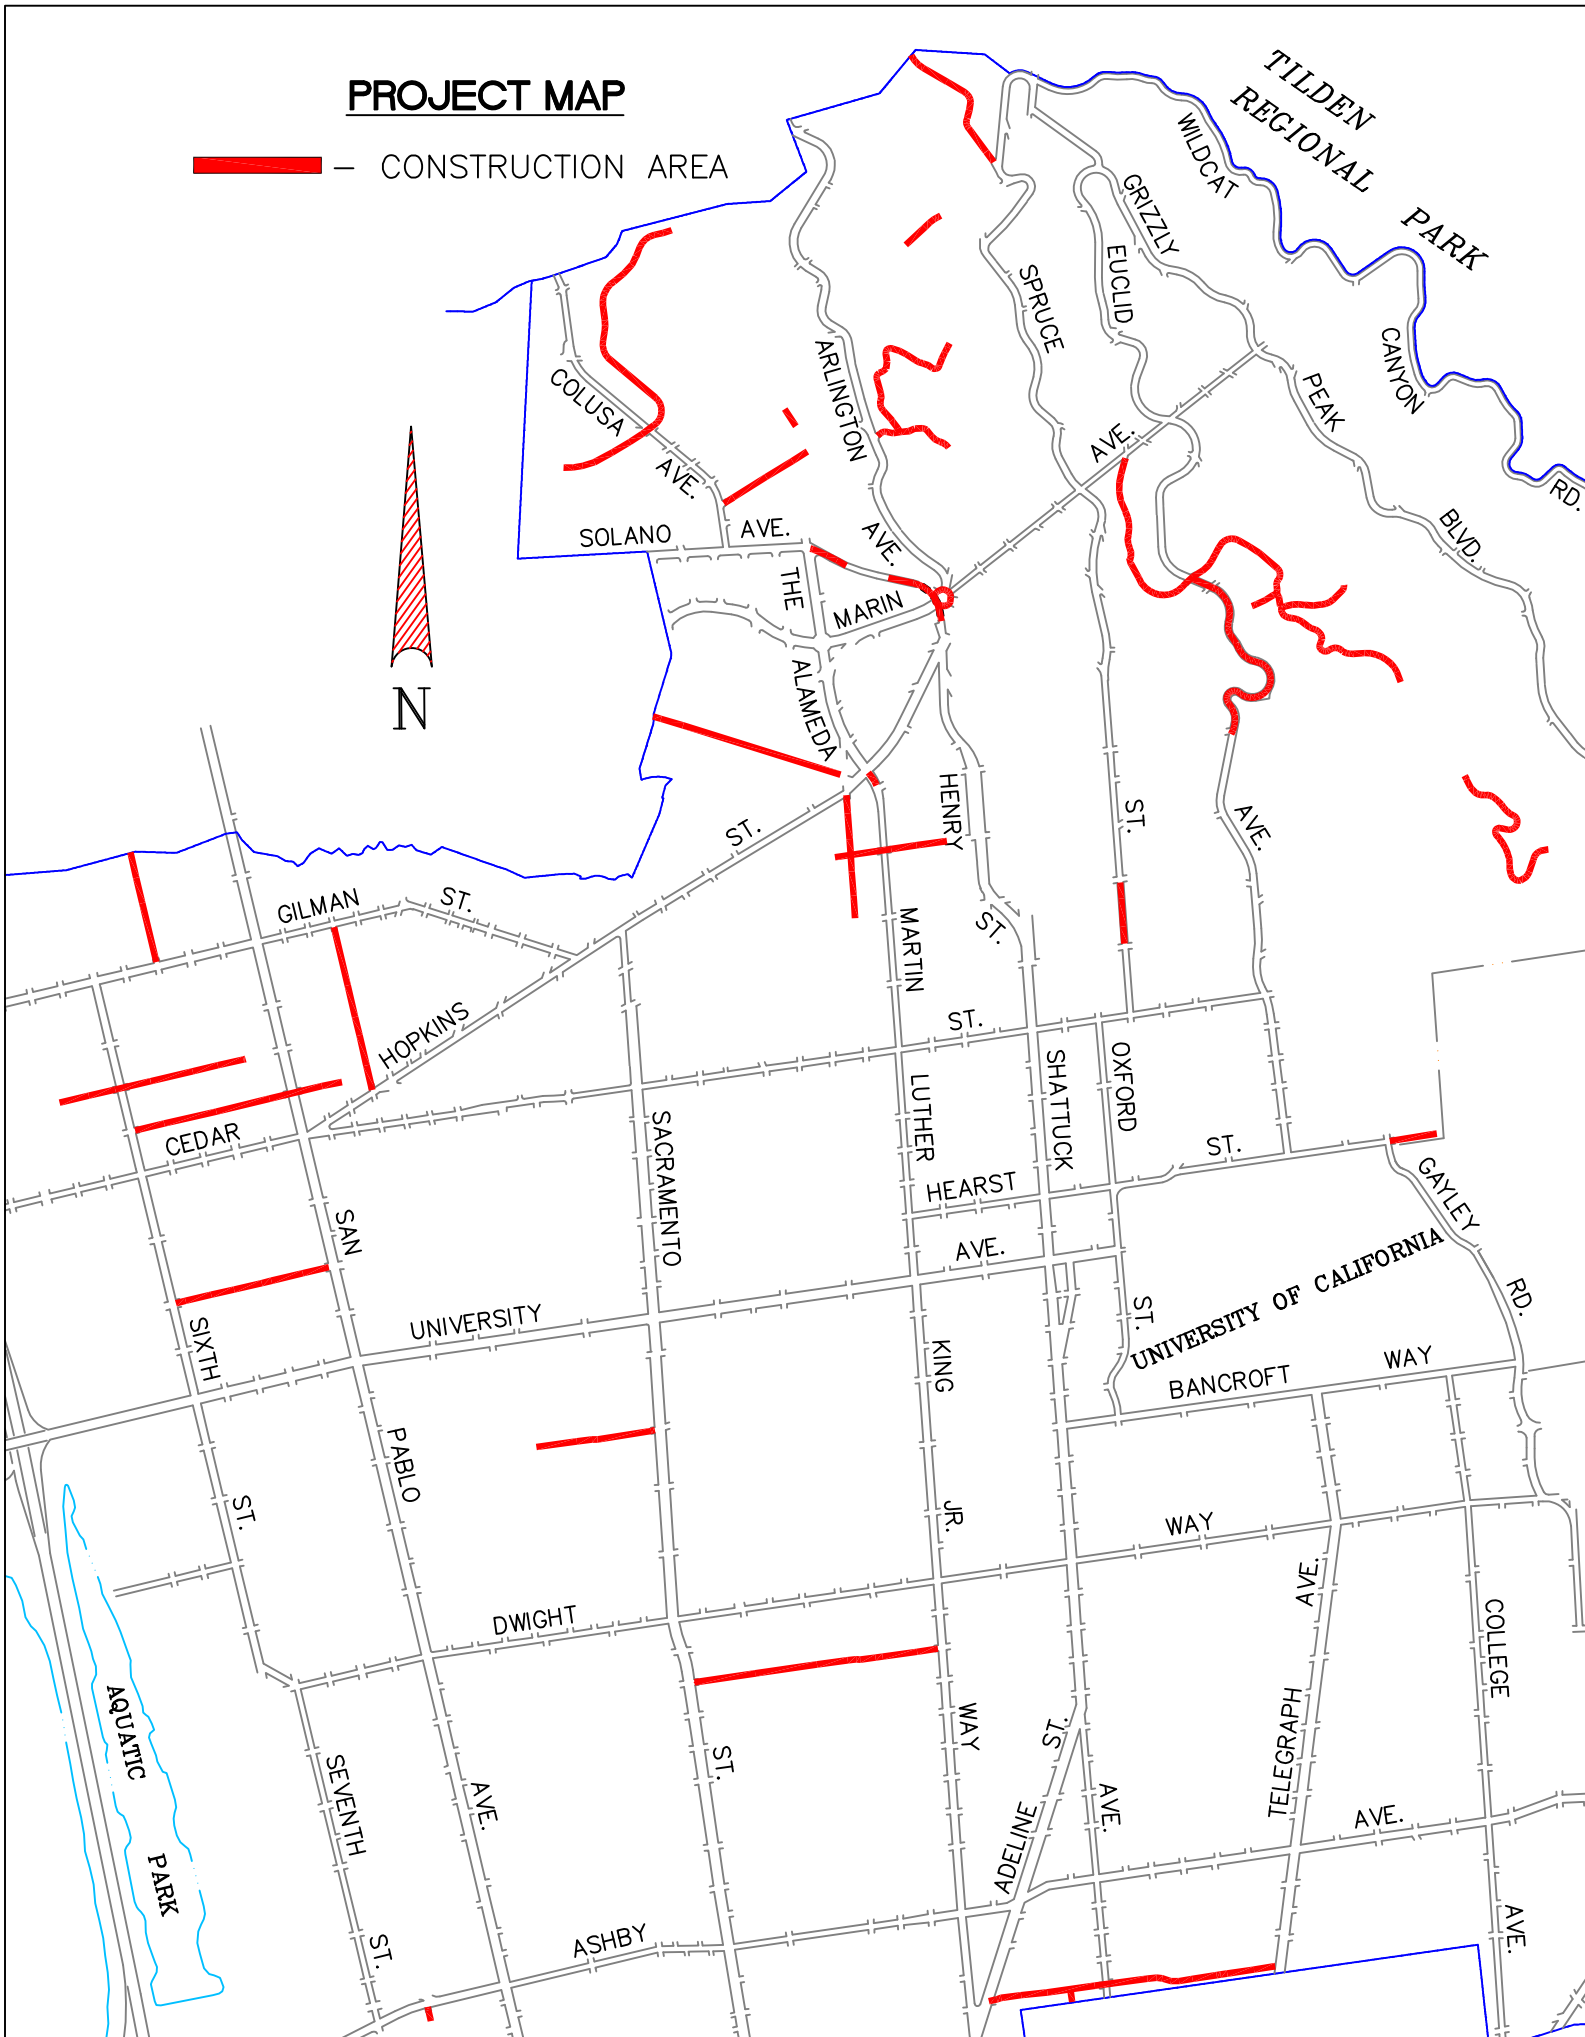 PROJECT MAP
– CONSTRUCTION AREA
TILDEN
REGIONAL PARK
WILDCAT
CANYON
RD.
GRIZZLY
PEAK
BLVD.
EUCLID
AVE.
SPRUCE
ST.
ARLINGTON
AVE.
COLUSA
AVE.
AVE.
SOLANO AVE.
THE
ALAMEDA
MARIN
N
HENRY
ST.
ST.
GILMAN ST.
HOPKINS
MARTIN
LUTHER
KING
JR.
WAY
ST.
CEDAR
SACRAMENTO
ST.
SHATTUCK
AVE.
OXFORD
ST.
HEARST
ST.
GAYLEY
RD.
SAN
PABLO
AVE.
AVE.
UNIVERSITY
UNIVERSITY OF CALIFORNIA
SIXTH
ST.
BANCROFT WAY
WAY
DWIGHT
AVE.
TELEGRAPH
COLLEGE
AVE.
AQUATIC
PARK
SEVENTH
ST.
ST.
ADELINE
AVE.
ASHBY